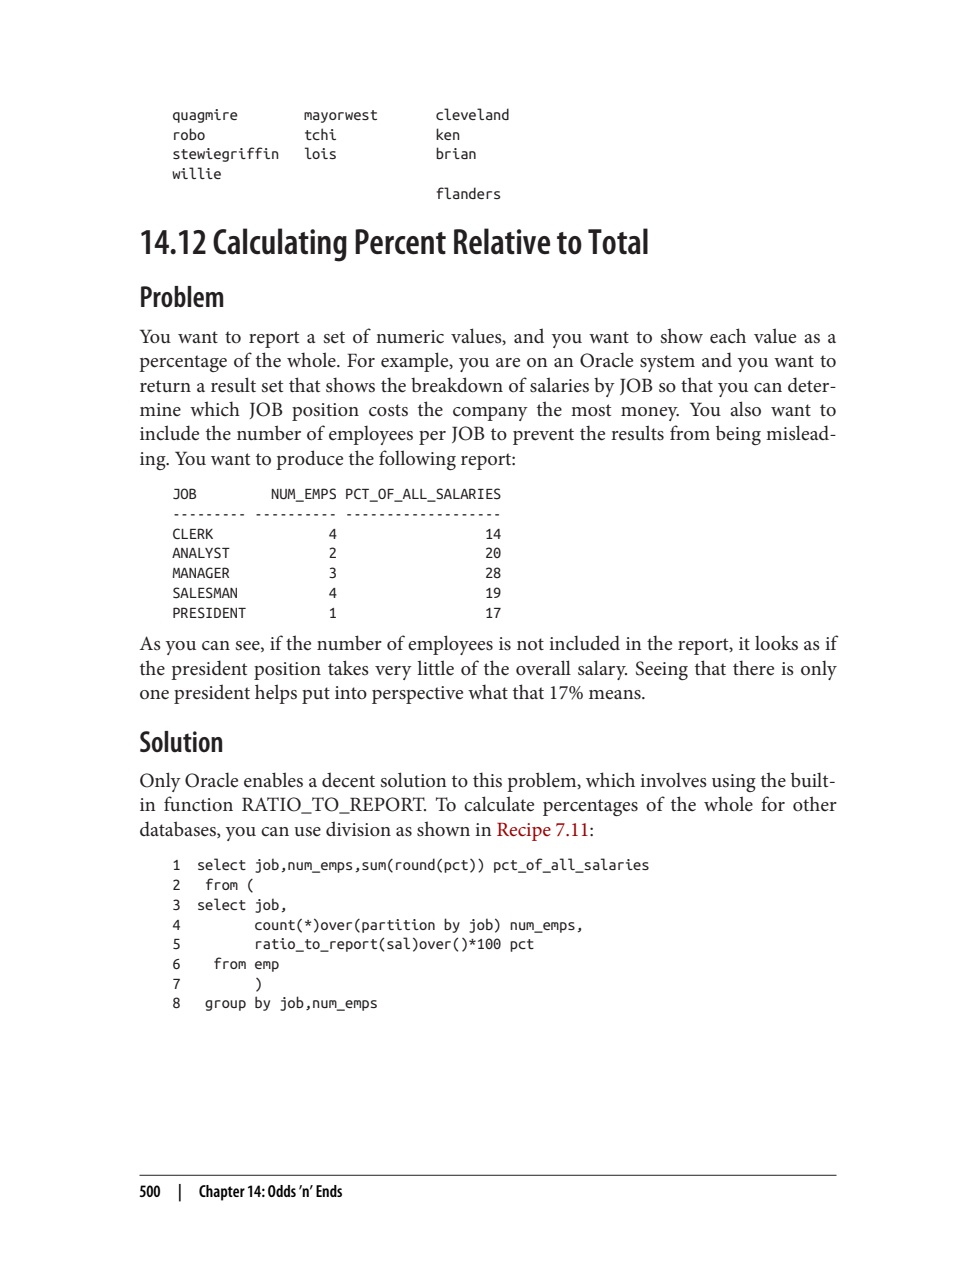 quagmire        mayorwest       cleveland
robo            tchi            ken
stewiegriffin   lois            brian
willie
                                flanders
14.12 Calculating Percent Relative to Total
Problem
You want to report a set of numeric values, and you want to show each value as a
percentage of the whole. For example, you are on an Oracle system and you want to
return a result set that shows the breakdown of salaries by JOB so that you can deter-
mine which JOB position costs the company the most money. You also want to
include the number of employees per JOB to prevent the results from being mislead-
ing. You want to produce the following report:
JOB         NUM_EMPS PCT_OF_ALL_SALARIES
--------- ---------- -------------------
CLERK              4                  14
ANALYST            2                  20
MANAGER            3                  28
SALESMAN           4                  19
PRESIDENT          1                  17
As you can see, if the number of employees is not included in the report, it looks as if
the president position takes very little of the overall salary. Seeing that there is only
one president helps put into perspective what that 17% means.
Solution
Only Oracle enables a decent solution to this problem, which involves using the built-
in function RATIO_TO_REPORT. To calculate percentages of the whole for other
databases, you can use division as shown in Recipe 7.11:
1  select job,num_emps,sum(round(pct)) pct_of_all_salaries
2   from (
3  select job,
4         count(*)over(partition by job) num_emps,
5         ratio_to_report(sal)over()*100 pct
6    from emp
7         )
8   group by job,num_emps
500 | Chapter 14: Odds ’n’ Ends